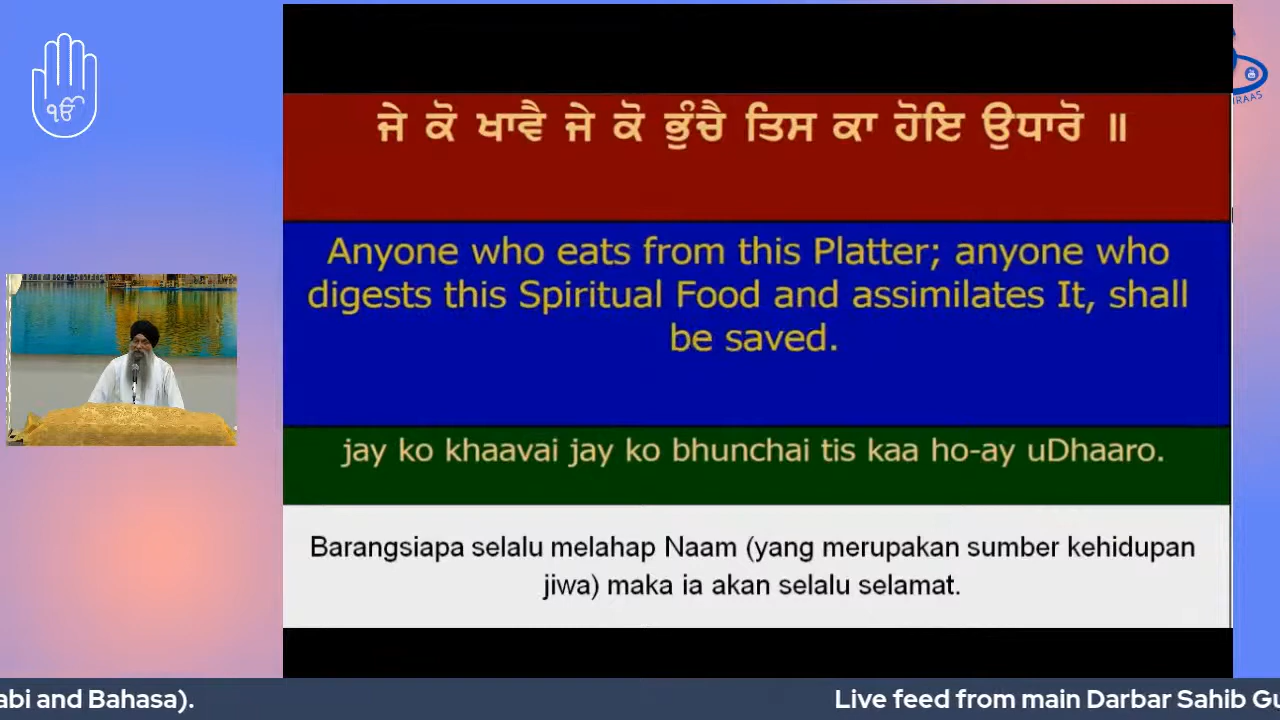 ੴ
IRAAS
ਜੇ ਕੋ ਖਾਵੈ ਜੇ ਕੋ ਭੁੰਚੈ ਤਿਸ ਕਾ ਹੋਇ ਉਧਾਰੋ ॥
Anyone who eats from this Platter; anyone who
digests this Spiritual Food and assimilates It, shall
be saved.
jay ko khaavai jay ko bhunchai tis kaa ho-ay uDhaaro.
Barangsiapa selalu melahap Naam (yang merupakan sumber kehidupan
jiwa) maka ia akan selalu selamat.
abi and Bahasa). Live feed from main Darbar Sahib Gu